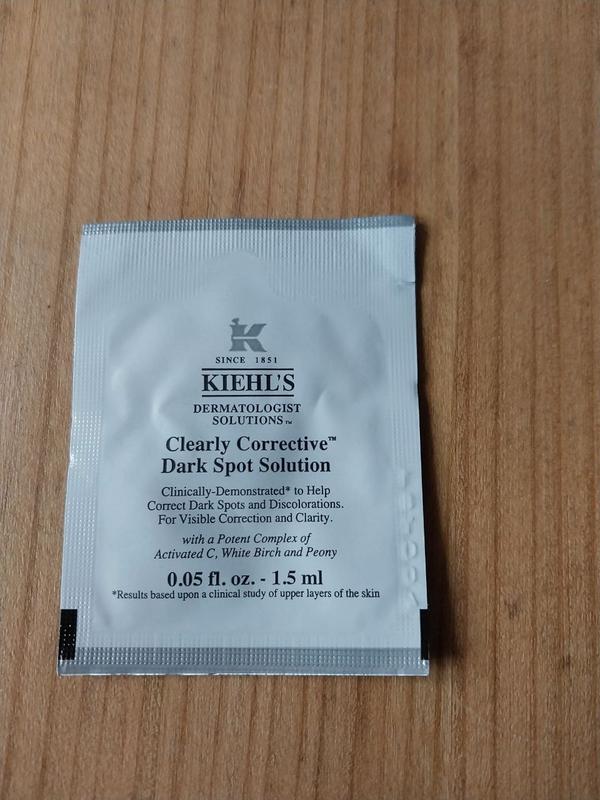 K
SINCE 1851
KIEHL'S
DERMATOLOGIST
SOLUTIONS™
Clearly Corrective™
Dark Spot Solution
Clinically-Demonstrated* to Help
Correct Dark Spots and Discolorations.
For Visible Correction and Clarity.
with a Potent Complex of
Activated C, White Birch and Peony
0.05 fl. oz. - 1.5 ml
*Results based upon a clinical study of upper layers of the skin